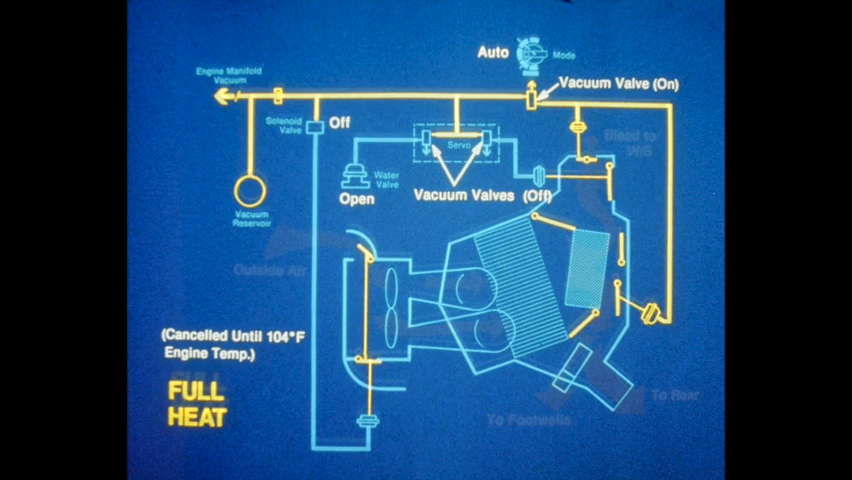 Auto
Mode
Engine Manifold
Vacuum
Vacuum Valve (On)
Solenoid
Valve
Off
Bleed to
W/S
Servo
Water
Valve
Open
Vacuum Valves (Off)
Vacuum
Reservoir
Outside Air
(Cancelled Until 104°F
Engine Temp.)
FULL
HEAT
To Rear
To Footwells